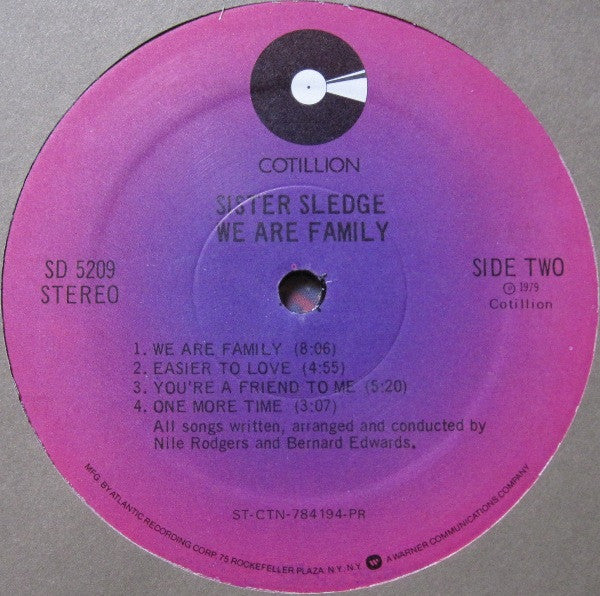 COTILLION
SISTER SLEDGE
WE ARE FAMILY
SD 5209
STEREO
SIDE TWO
Ⓟ 1979
Cotillion
1. WE ARE FAMILY (8:06)
2. EASIER TO LOVE (4:55)
3. YOU'RE A FRIEND TO ME (5:20)
4. ONE MORE TIME (3:07)
All songs written, arranged and conducted by
Nile Rodgers and Bernard Edwards.
ST-CTN-784194-PR
MFG. BY ATLANTIC RECORDING CORP. 75 ROCKEFELLER PLAZA, N.Y. N.Y. A WARNER COMMUNICATIONS COMPANY